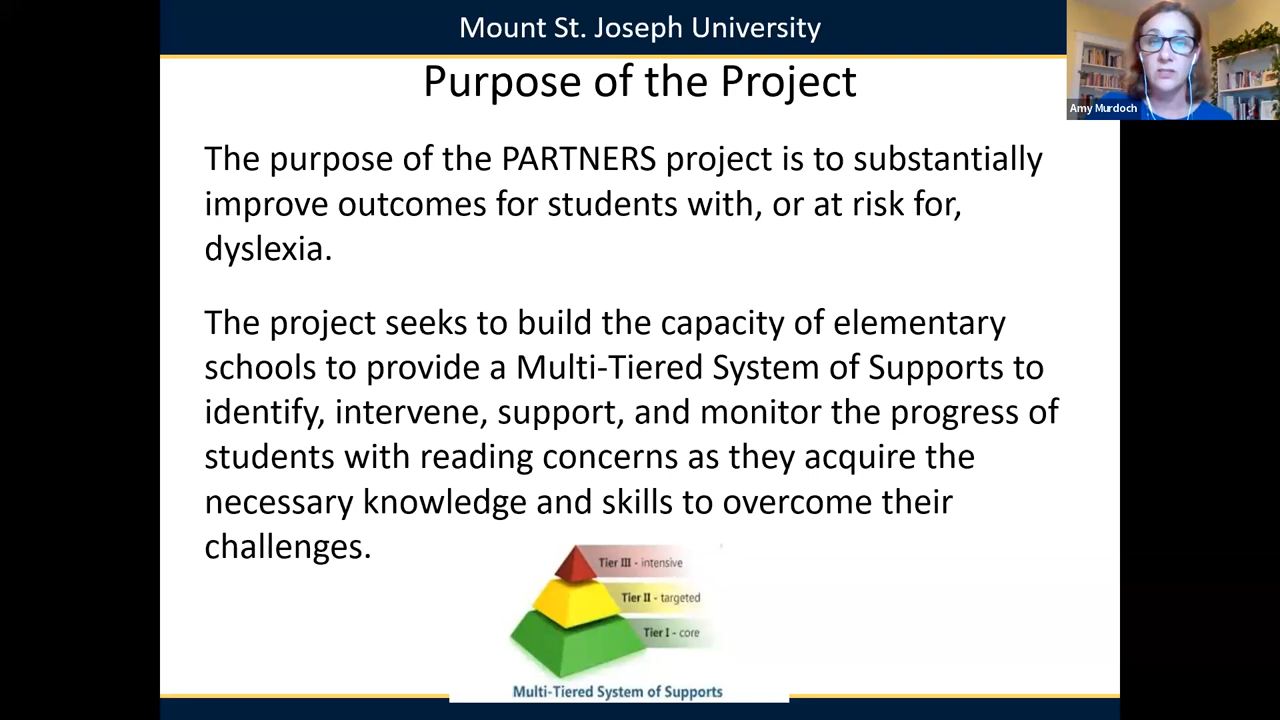 Mount St. Joseph University
Amy Murdoch
Purpose of the Project
The purpose of the PARTNERS project is to substantially
improve outcomes for students with, or at risk for,
dyslexia.
The project seeks to build the capacity of elementary
schools to provide a Multi-Tiered System of Supports to
identify, intervene, support, and monitor the progress of
students with reading concerns as they acquire the
necessary knowledge and skills to overcome their
challenges.
Tier III - intensive
Tier II - targeted
Tier I - core
Multi-Tiered System of Supports